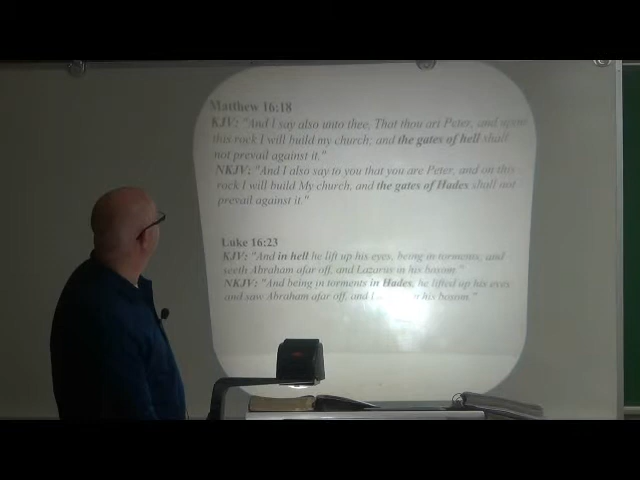 Matthew 16:18
KJV: "And I say also unto thee, That thou art Peter, and upon
this rock I will build my church; and the gates of hell shall
not prevail against it."
NKJV: "And I also say to you that you are Peter, and on this
rock I will build My church, and the gates of Hades shall not
prevail against it."
Luke 16:23
KJV: "And in hell he lift up his eyes, being in torments, and
seeth Abraham afar off, and Lazarus in his bosom."
NKJV: "And being in torments in Hades, he lifted up his eyes
and saw Abraham afar off, and his bosom."